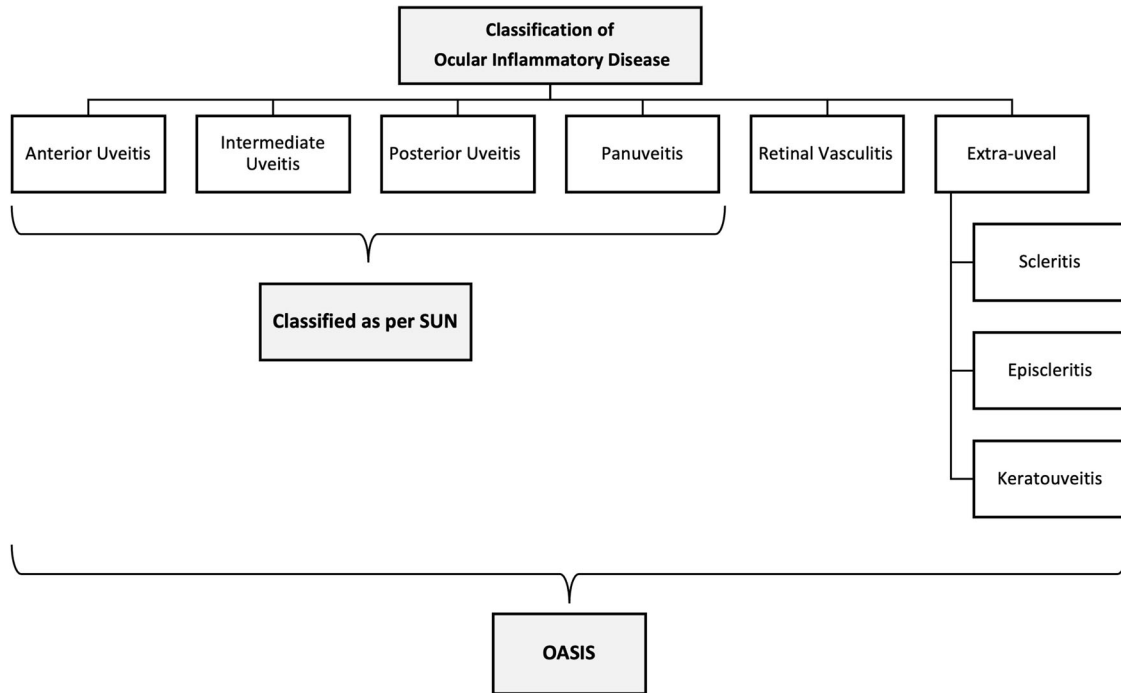 Classification of
Ocular Inflammatory Disease
Anterior Uveitis
Intermediate
Uveitis
Posterior Uveitis
Panuveitis
Retinal Vasculitis
Extra-uveal
Scleritis
Classified as per SUN
Episcleritis
Keratouveitis
OASIS